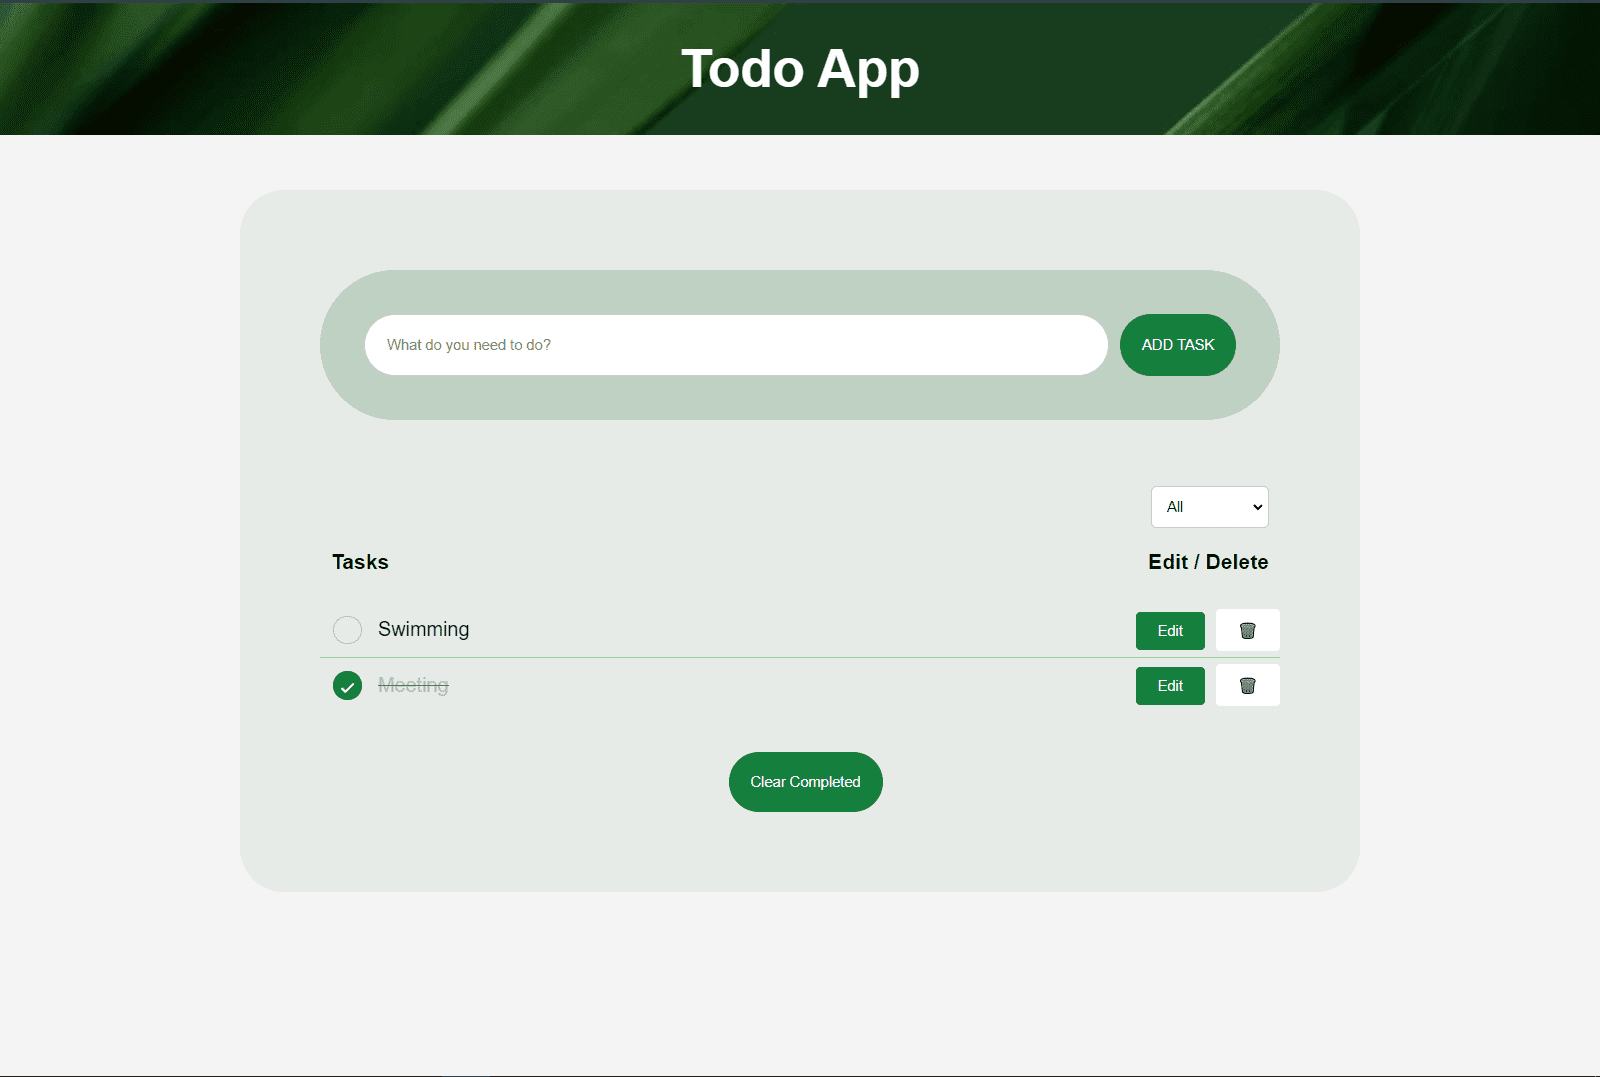 Todo App
What do you need to do? ADD TASK
All
Tasks Edit / Delete
Swimming Edit
Meeting Edit
Clear Completed